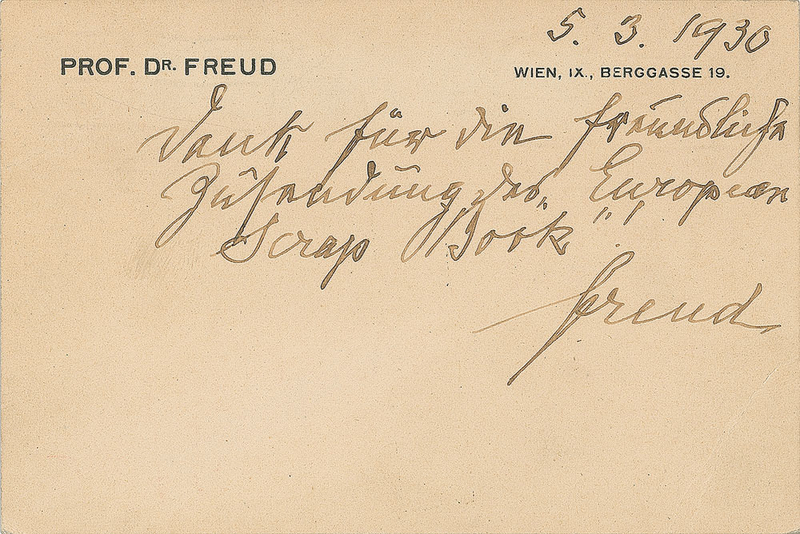 5. 3. 1930
PROF. DR. FREUD
WIEN, IX., BERGGASSE 19.
Dank für die freundliche
Zusendung des „European
Scrap Book“!
Freud